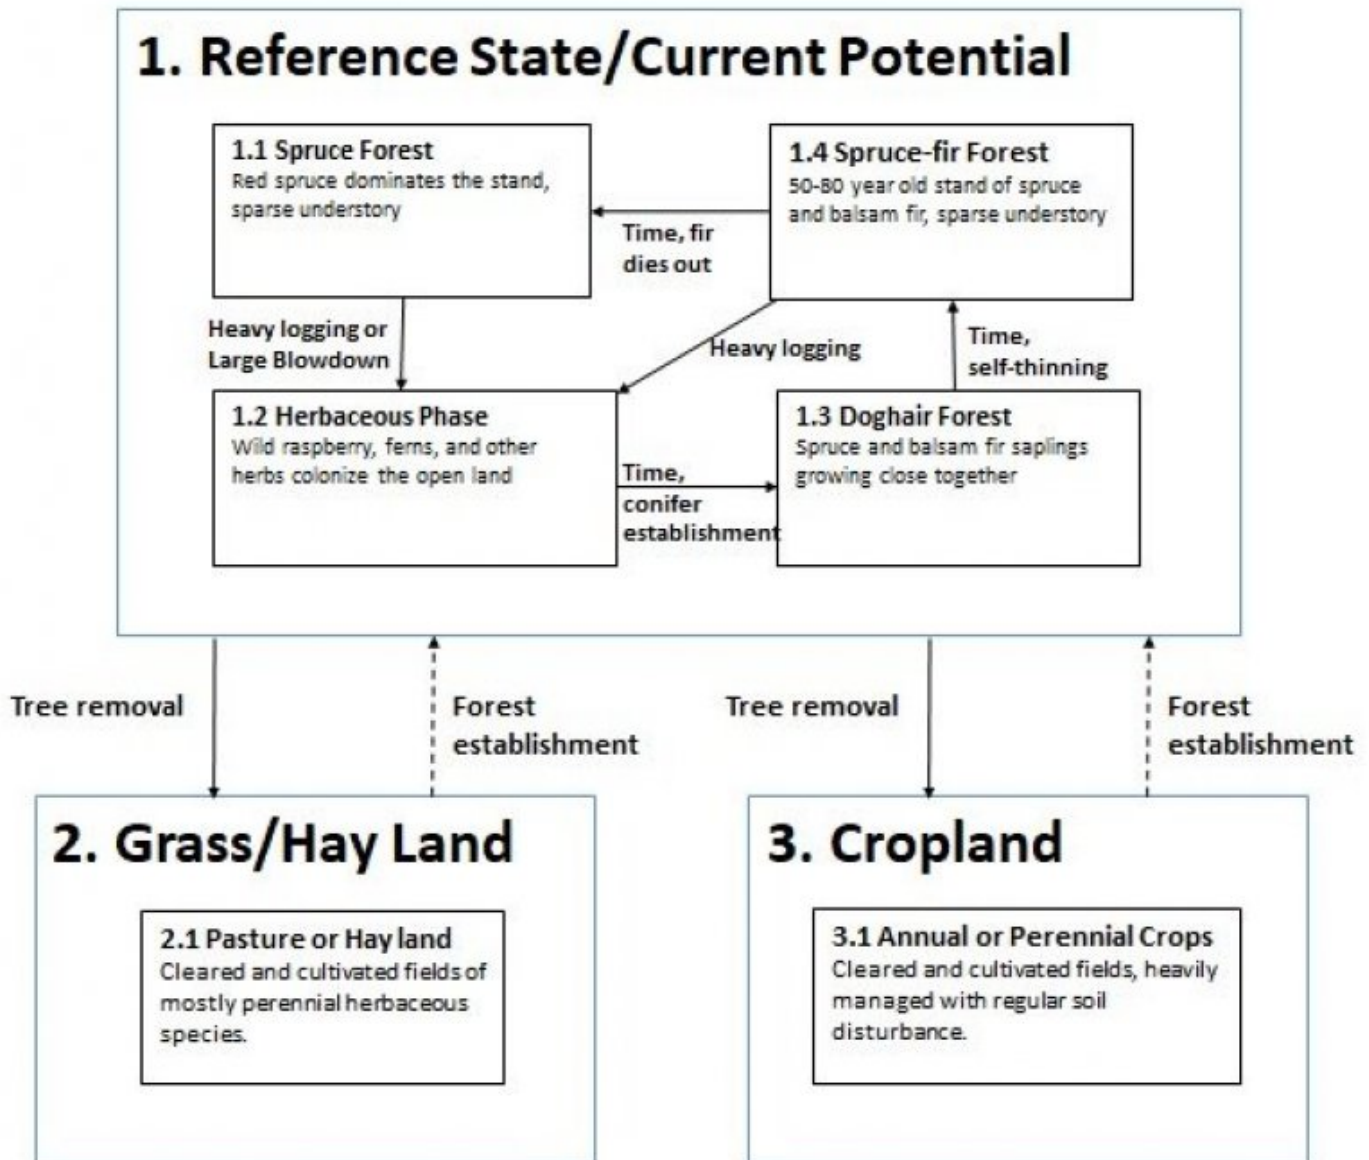 1. Reference State/Current Potential
1.1 Spruce Forest
Red spruce dominates the stand,
sparse understory
1.4 Spruce-fir Forest
50-80 year old stand of spruce
and balsam fir, sparse understory
Time, fir
dies out
Heavy logging or
Large Blowdown
Heavy logging
Time,
self-thinning
1.2 Herbaceous Phase
Wild raspberry, ferns, and other
herbs colonize the open land
Time,
conifer
establishment
1.3 Doghair Forest
Spruce and balsam fir saplings
growing close together
Tree removal
Forest
establishment
Tree removal
Forest
establishment
2. Grass/Hay Land
2.1 Pasture or Hay land
Cleared and cultivated fields of
mostly perennial herbaceous
species.
3. Cropland
3.1 Annual or Perennial Crops
Cleared and cultivated fields, heavily
managed with regular soil
disturbance.